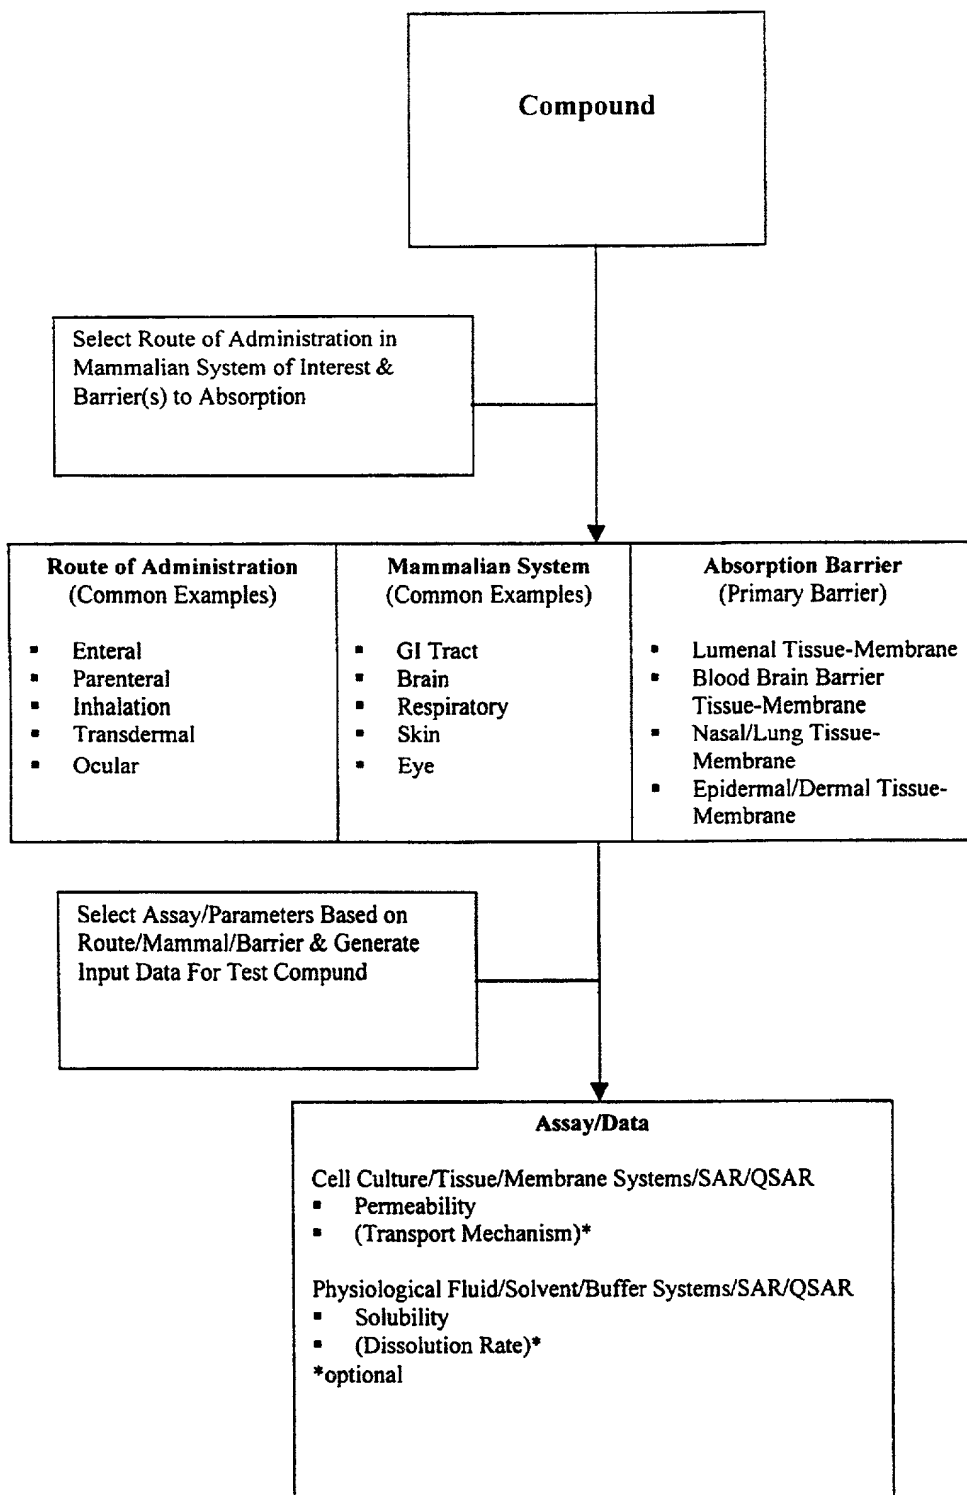 Compound
Select Route of Administration in
Mammalian System of Interest &
Barrier(s) to Absorption
Route of Administration
(Common Examples)
▪ Enteral
▪ Parenteral
▪ Inhalation
▪ Transdermal
▪ Ocular
Mammalian System
(Common Examples)
▪ GI Tract
▪ Brain
▪ Respiratory
▪ Skin
▪ Eye
Absorption Barrier
(Primary Barrier)
▪ Lumenal Tissue-Membrane
▪ Blood Brain Barrier
Tissue-Membrane
▪ Nasal/Lung Tissue-
Membrane
▪ Epidermal/Dermal Tissue-
Membrane
Select Assay/Parameters Based on
Route/Mammal/Barrier & Generate
Input Data For Test Compund
Assay/Data
Cell Culture/Tissue/Membrane Systems/SAR/QSAR
▪ Permeability
▪ (Transport Mechanism)*
Physiological Fluid/Solvent/Buffer Systems/SAR/QSAR
▪ Solubility
▪ (Dissolution Rate)*
*optional